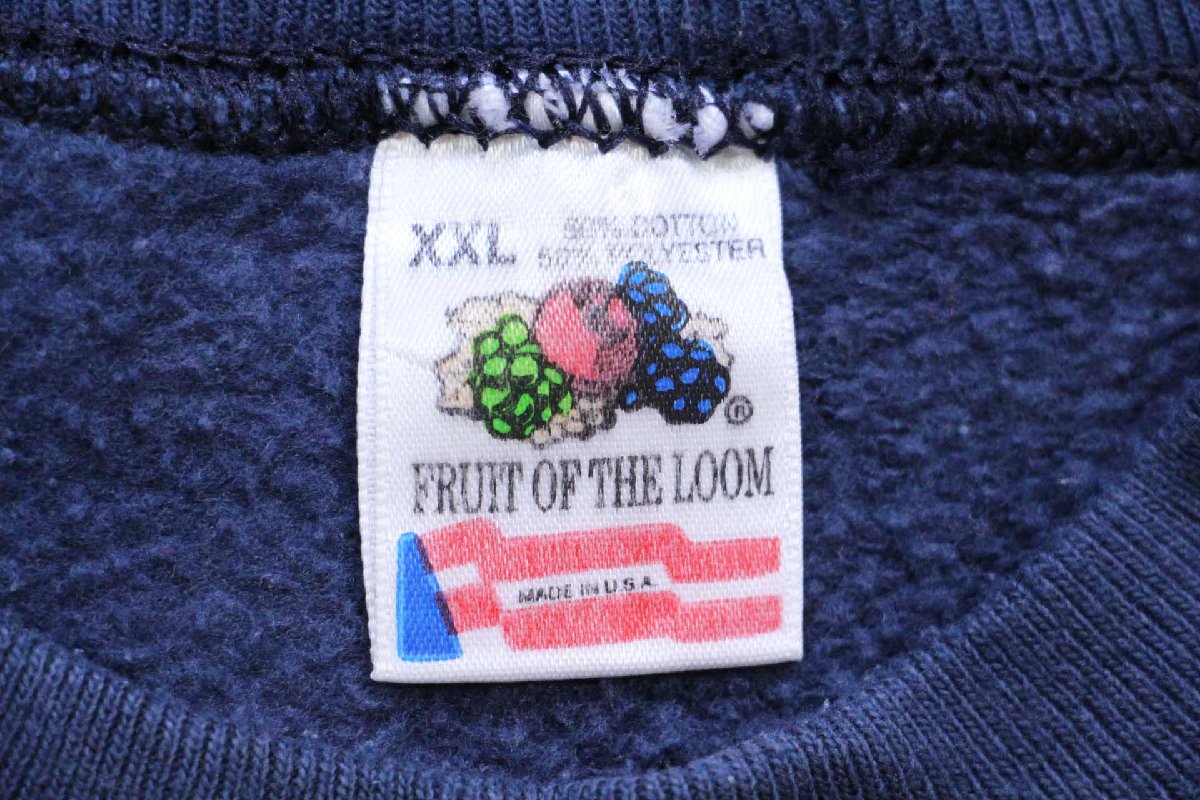 XXL
50% COTTON
50% POLYESTER
®
FRUIT OF THE LOOM
MADE IN U.S.A.